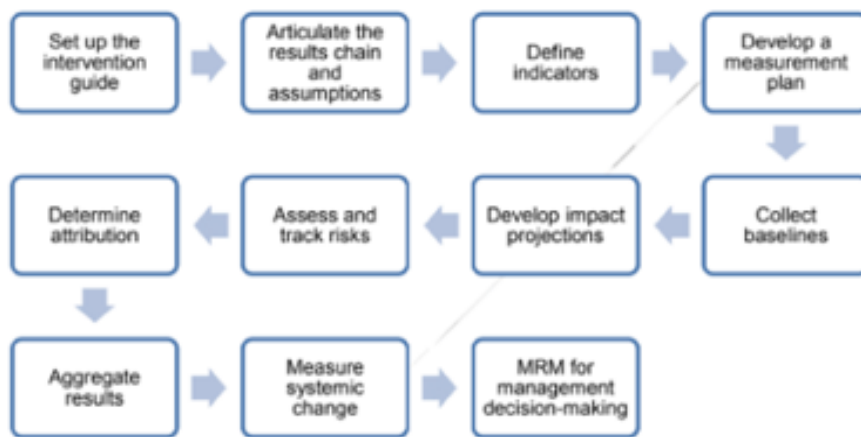 Set up the
intervention
guide
Articulate the
results chain
and
assumptions
Define
indicators
Develop a
measurement
plan
Determine
attribution
Assess and
track risks
Develop impact
projections
Collect
baselines
Aggregate
results
Measure
systemic
change
MRM for
management
decision-making